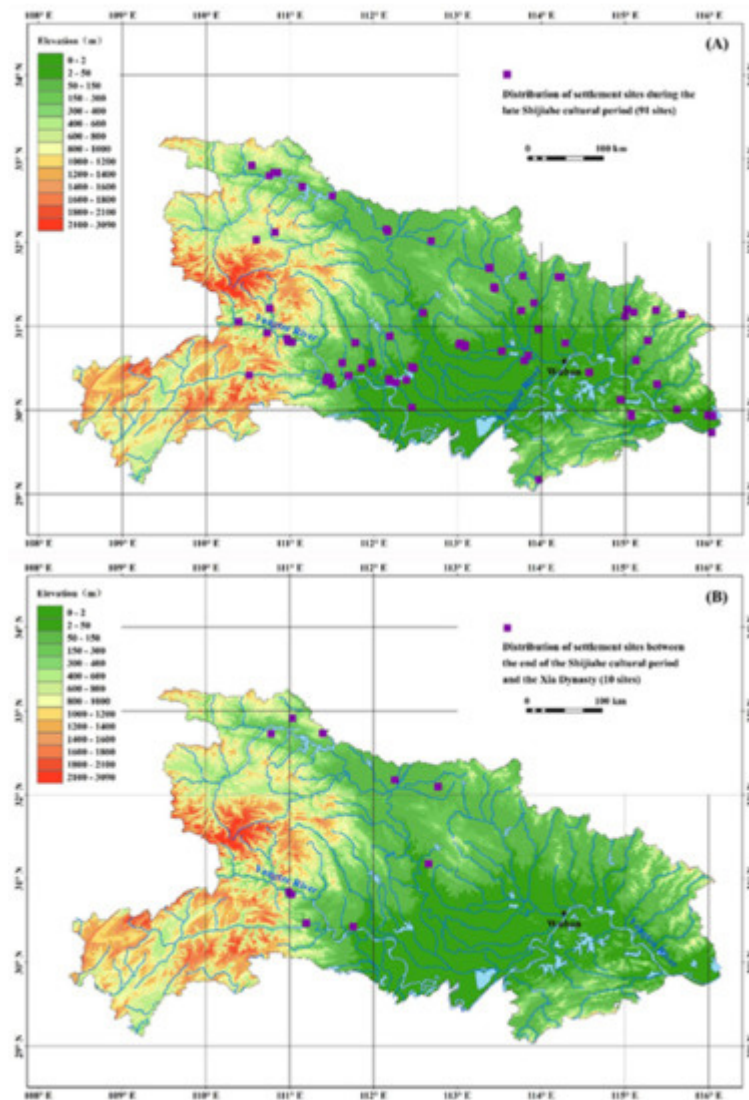 108° E 109° E 110° E 111° E 112° E 113° E 114° E 115° E 116° E
Elevation (m)
0 - 2
2 - 50
50 - 150
150 - 300
300 - 400
400 - 600
600 - 800
800 - 1000
1000 - 1200
1200 - 1400
1400 - 1600
1600 - 1800
1800 - 2100
2100 - 3090
(A)
Distribution of settlement sites during the
late Shijiahe cultural period (91 sites)
0 100 km
34° N
33° N
32° N
31° N
30° N
29° N
Yangtze River
Wuhan
108° E 109° E 110° E 111° E 112° E 113° E 114° E 115° E 116° E
Elevation (m)
0 - 2
2 - 50
50 - 150
150 - 300
300 - 400
400 - 600
600 - 800
800 - 1000
1000 - 1200
1200 - 1400
1400 - 1600
1600 - 1800
1800 - 2100
2100 - 3090
(B)
Distribution of settlement sites between
the end of the Shijiahe cultural period
and the Xia Dynasty (10 sites)
0 100 km
34° N
33° N
32° N
31° N
30° N
29° N
Yangtze River
Wuhan
108° E 109° E 110° E 111° E 112° E 113° E 114° E 115° E 116° E